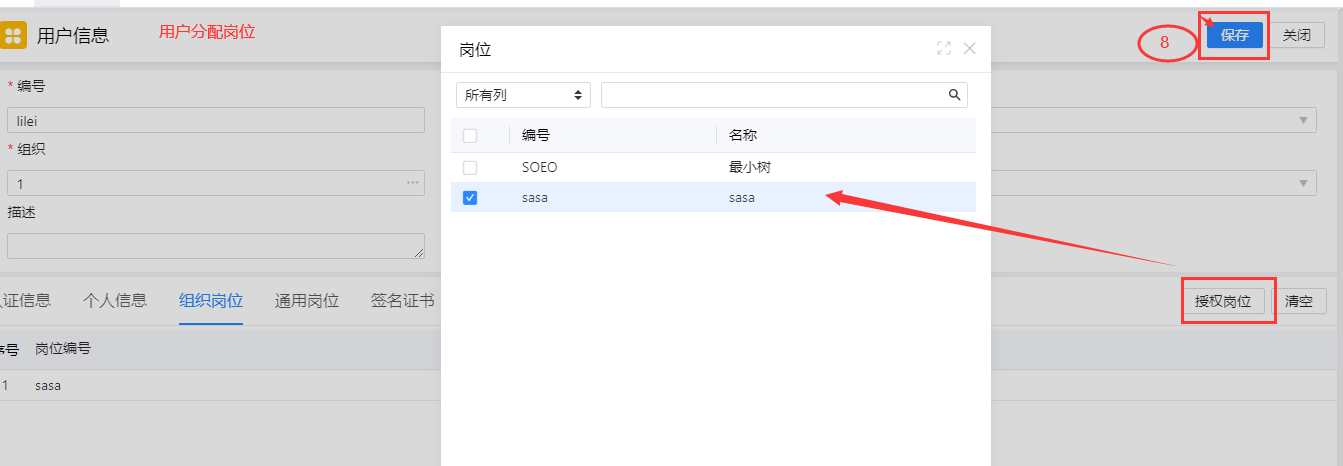 用户信息
用户分配岗位
8
保存
关闭
* 编号
lilei
* 组织
1
描述
岗位
所有列
编号 名称
SOEO 最小树
sasa sasa
证信息 个人信息 组织岗位 通用岗位 签名证书
授权岗位 清空
序号 岗位编号
1 sasa